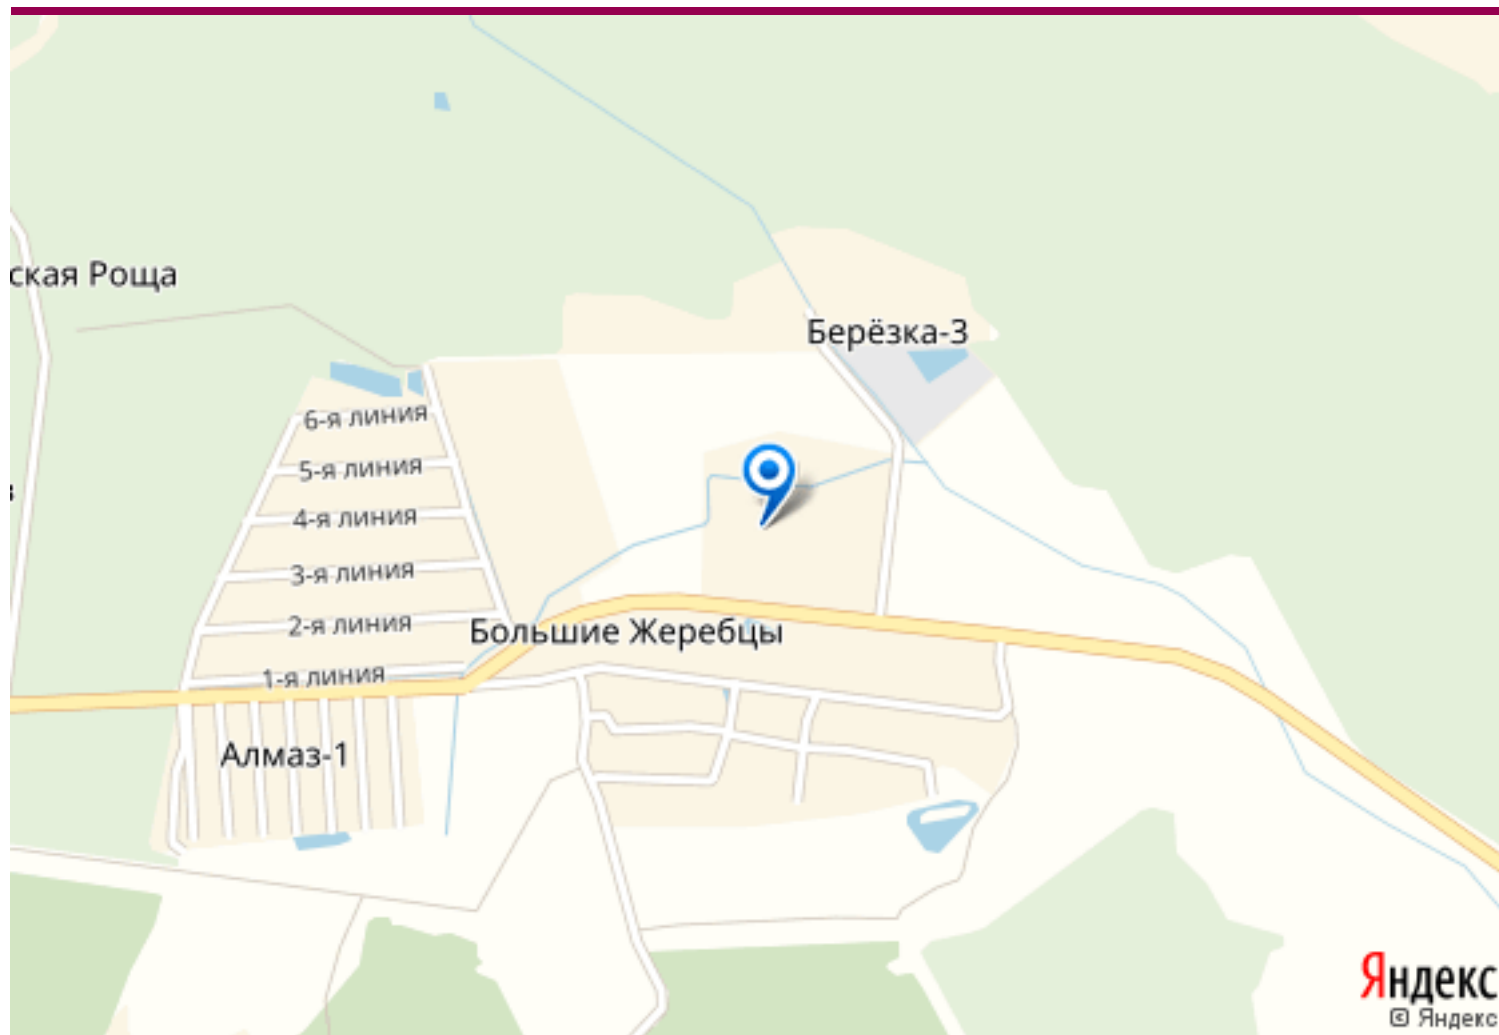 ская Роща
Берёзка-3
6-я линия
5-я линия
4-я линия
3-я линия
2-я линия
Большие Жеребцы
1-я линия
Алмаз-1
Яндекс
© Яндекс